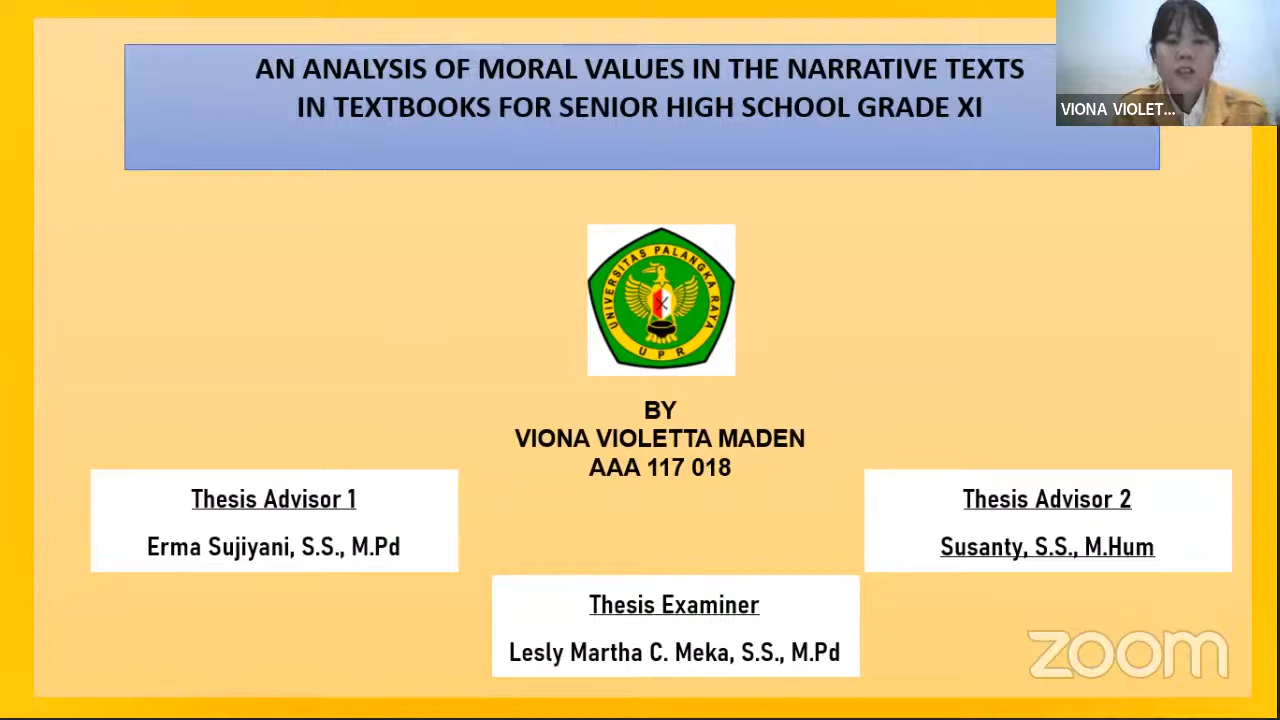 AN ANALYSIS OF MORAL VALUES IN THE NARRATIVE TEXTS
IN TEXTBOOKS FOR SENIOR HIGH SCHOOL GRADE XI
VIONA VIOLET...
UNIVERSITAS PALANGKA RAYA
UPR
BY
VIONA VIOLETTA MADEN
AAA 117 018
Thesis Advisor 1
Erma Sujiyani, S.S., M.Pd
Thesis Advisor 2
Susanty, S.S., M.Hum
Thesis Examiner
Lesly Martha C. Meka, S.S., M.Pd
zoom